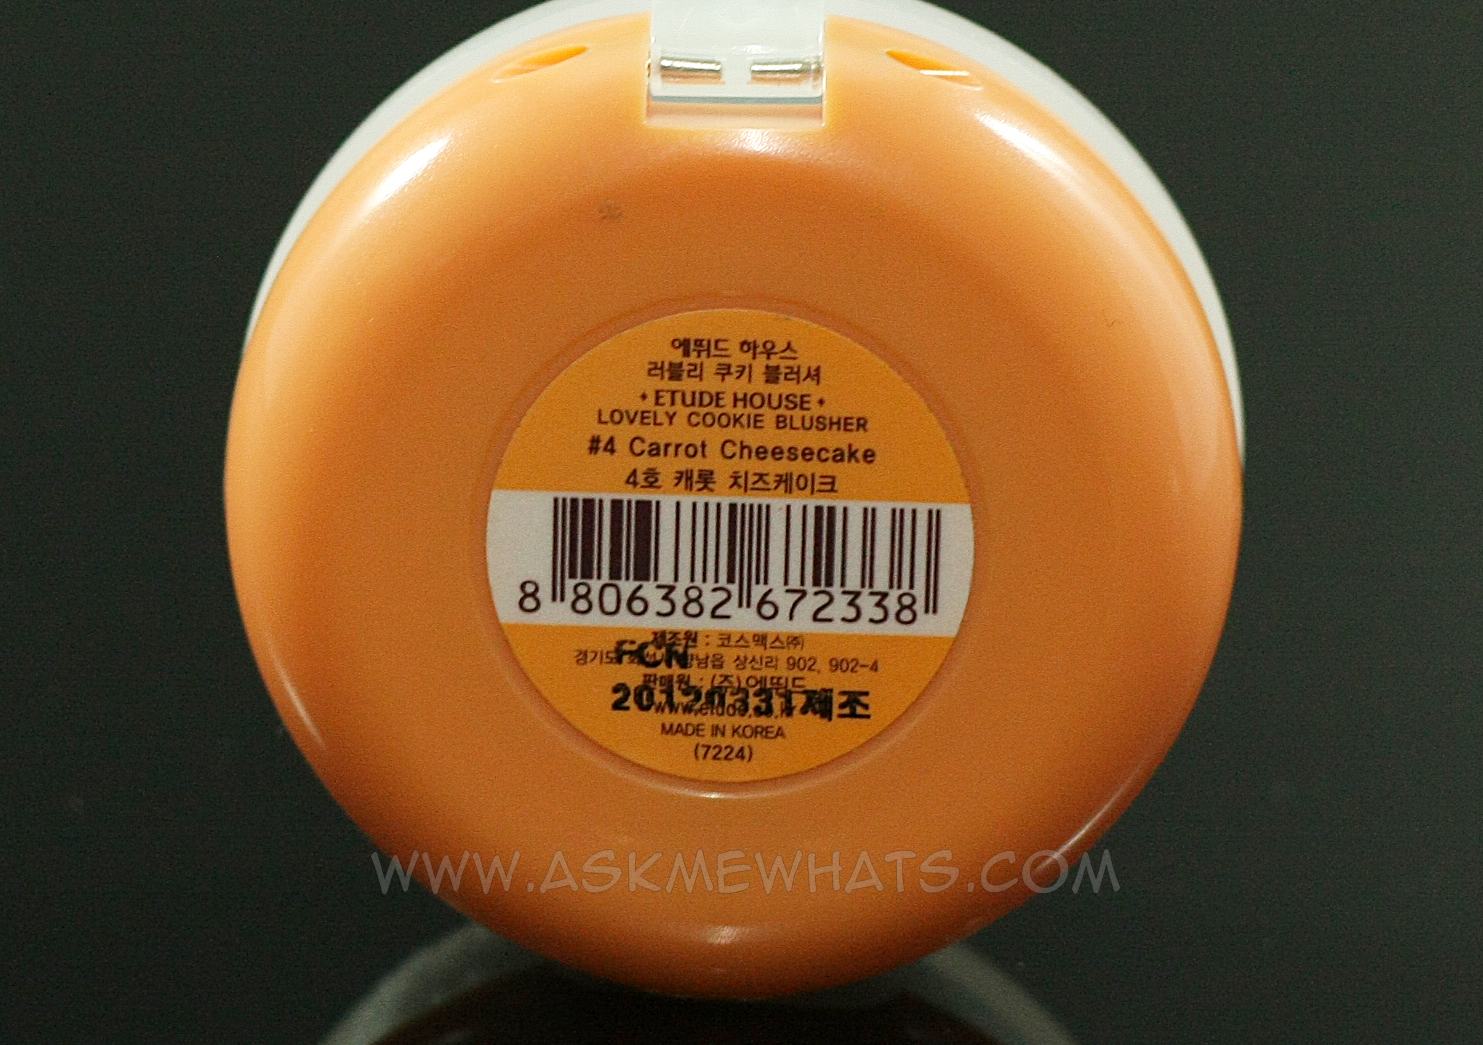 에뛰드 하우스
러블리 쿠키 블러셔
ETUDE HOUSE
LOVELY COOKIE BLUSHER
#4 Carrot Cheesecake
4호 캐롯 치즈케이크
8 806382 672338
제조원 : 코스맥스㈜
경기도 상신리 902, 902-4
FCN
판매원 : (주)에뛰드
20120331제조
MADE IN KOREA
(7224)
WWW.ASKMEWHATS.COM